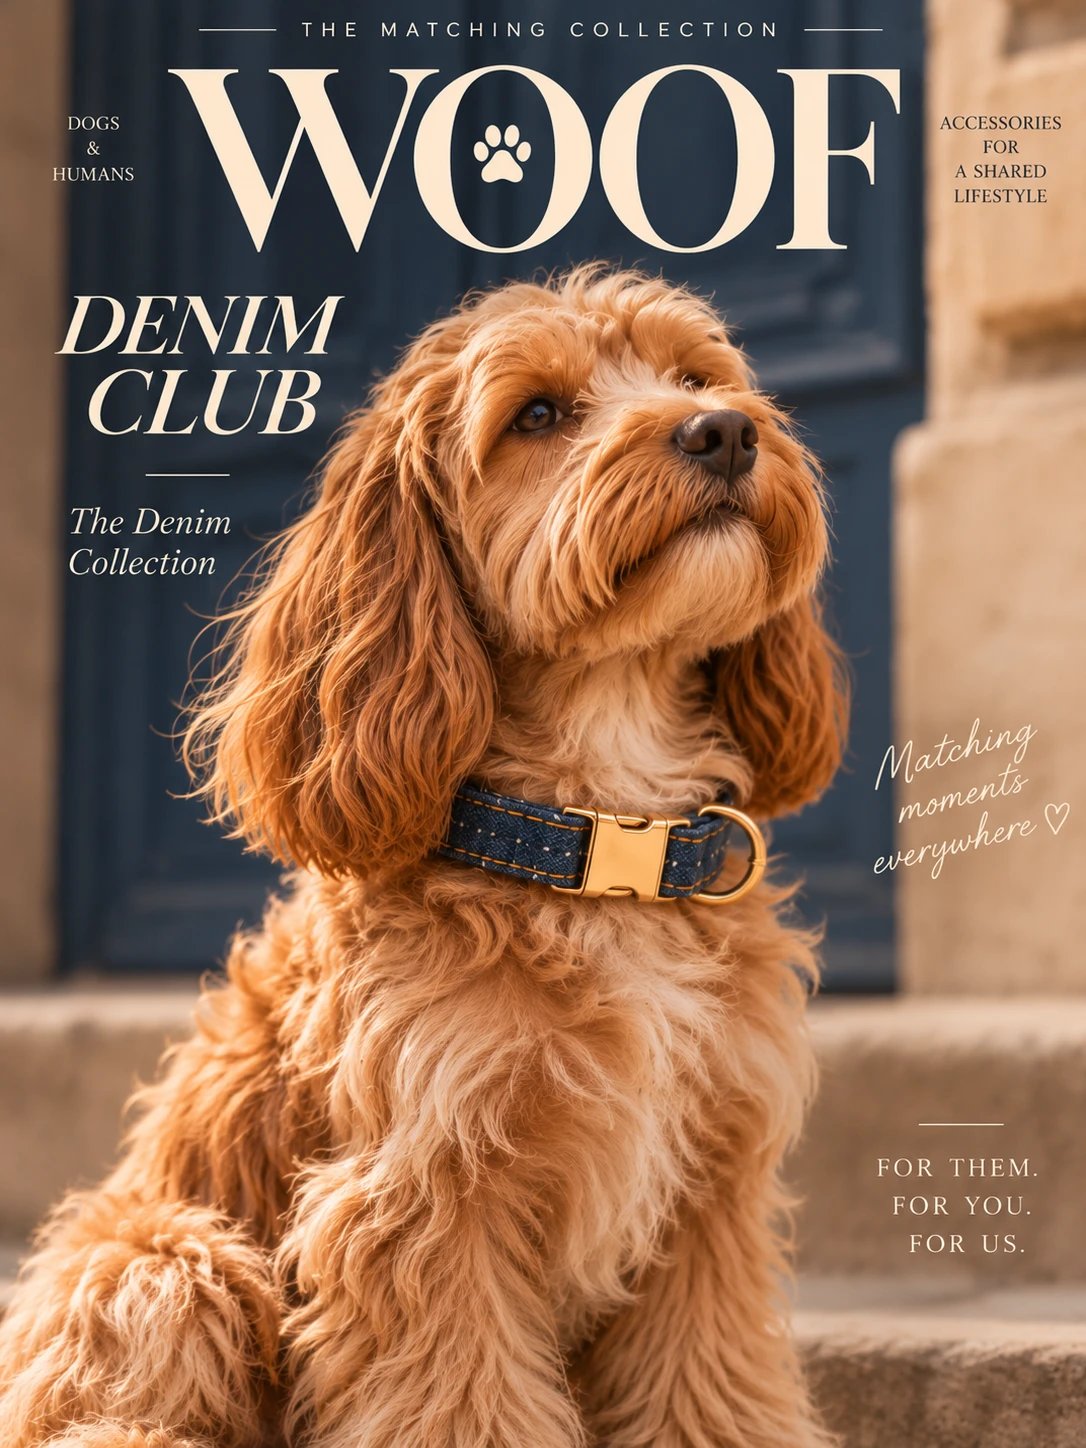 THE MATCHING COLLECTION
WOOF
DOGS
&
HUMANS
ACCESSORIES
FOR
A SHARED
LIFESTYLE
DENIM
CLUB
The Denim
Collection
Matching
moments
everywhere ♡
FOR THEM.
FOR YOU.
FOR US.